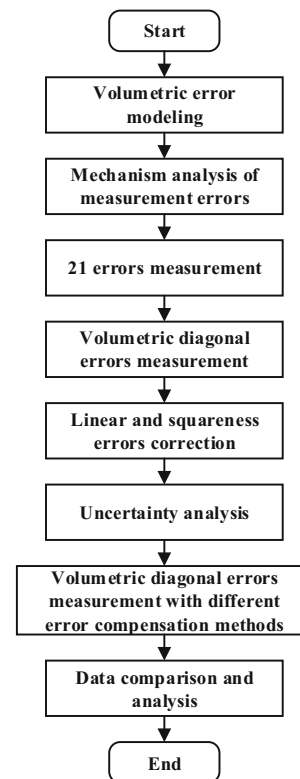 Start
Volumetric error
modeling
Mechanism analysis of
measurement errors
21 errors measurement
Volumetric diagonal
errors measurement
Linear and squareness
errors correction
Uncertainty analysis
Volumetric diagonal errors
measurement with different
error compensation methods
Data comparison and
analysis
End